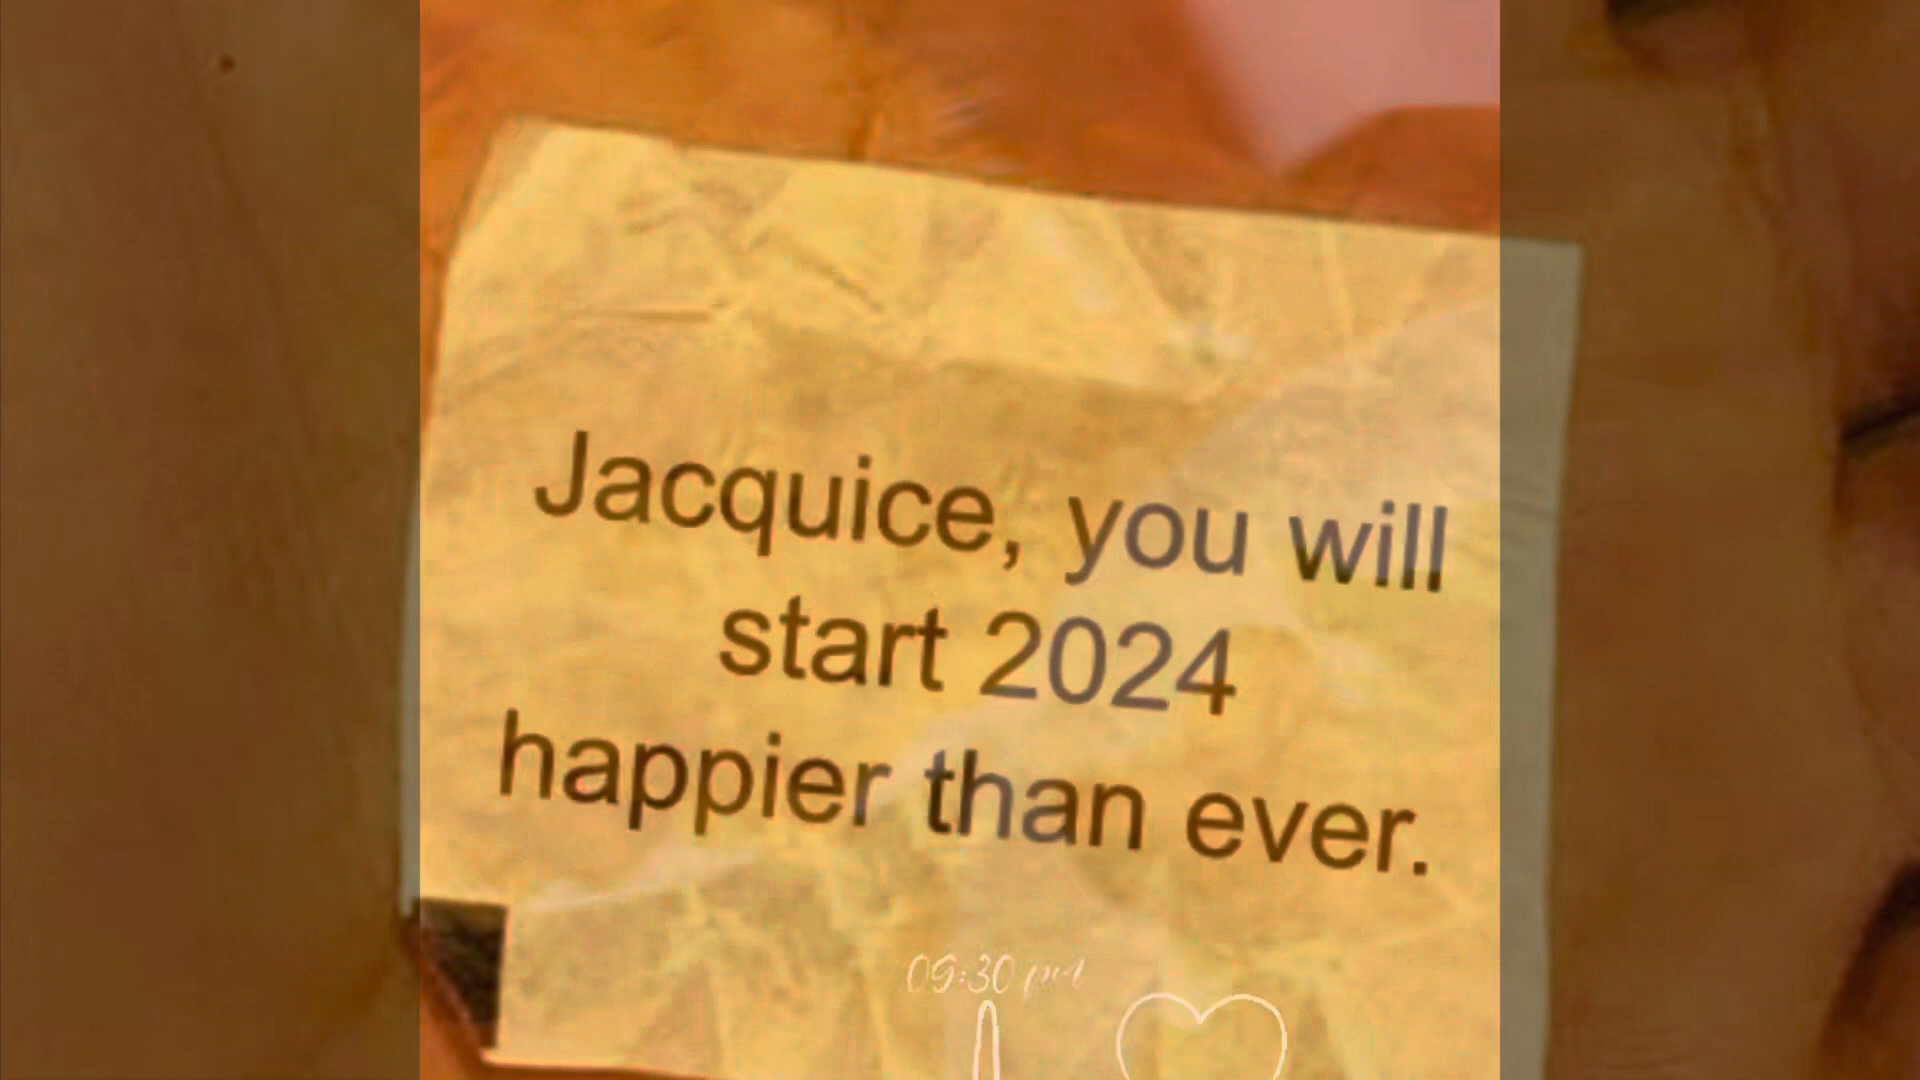 Jacquice, you will
start 2024
happier than ever.
09:30 pm